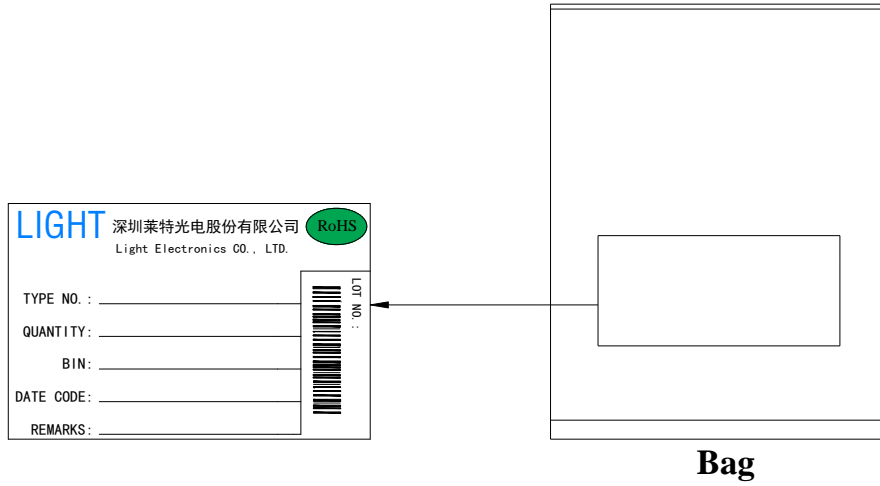 LIGHT 深圳莱特光电股份有限公司 RoHS
Light Electronics CO., LTD.
LOT NO.:
TYPE NO.:
QUANTITY:
BIN:
DATE CODE:
REMARKS:
Bag